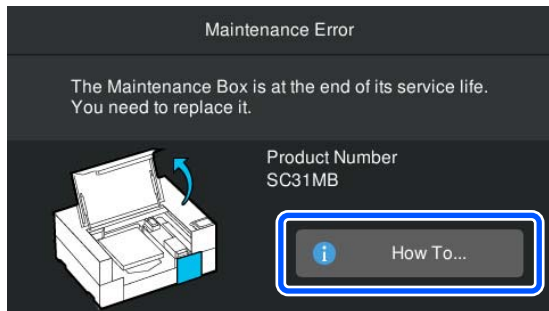 Maintenance Error
The Maintenance Box is at the end of its service life.
You need to replace it.
Product Number
SC31MB
How To...